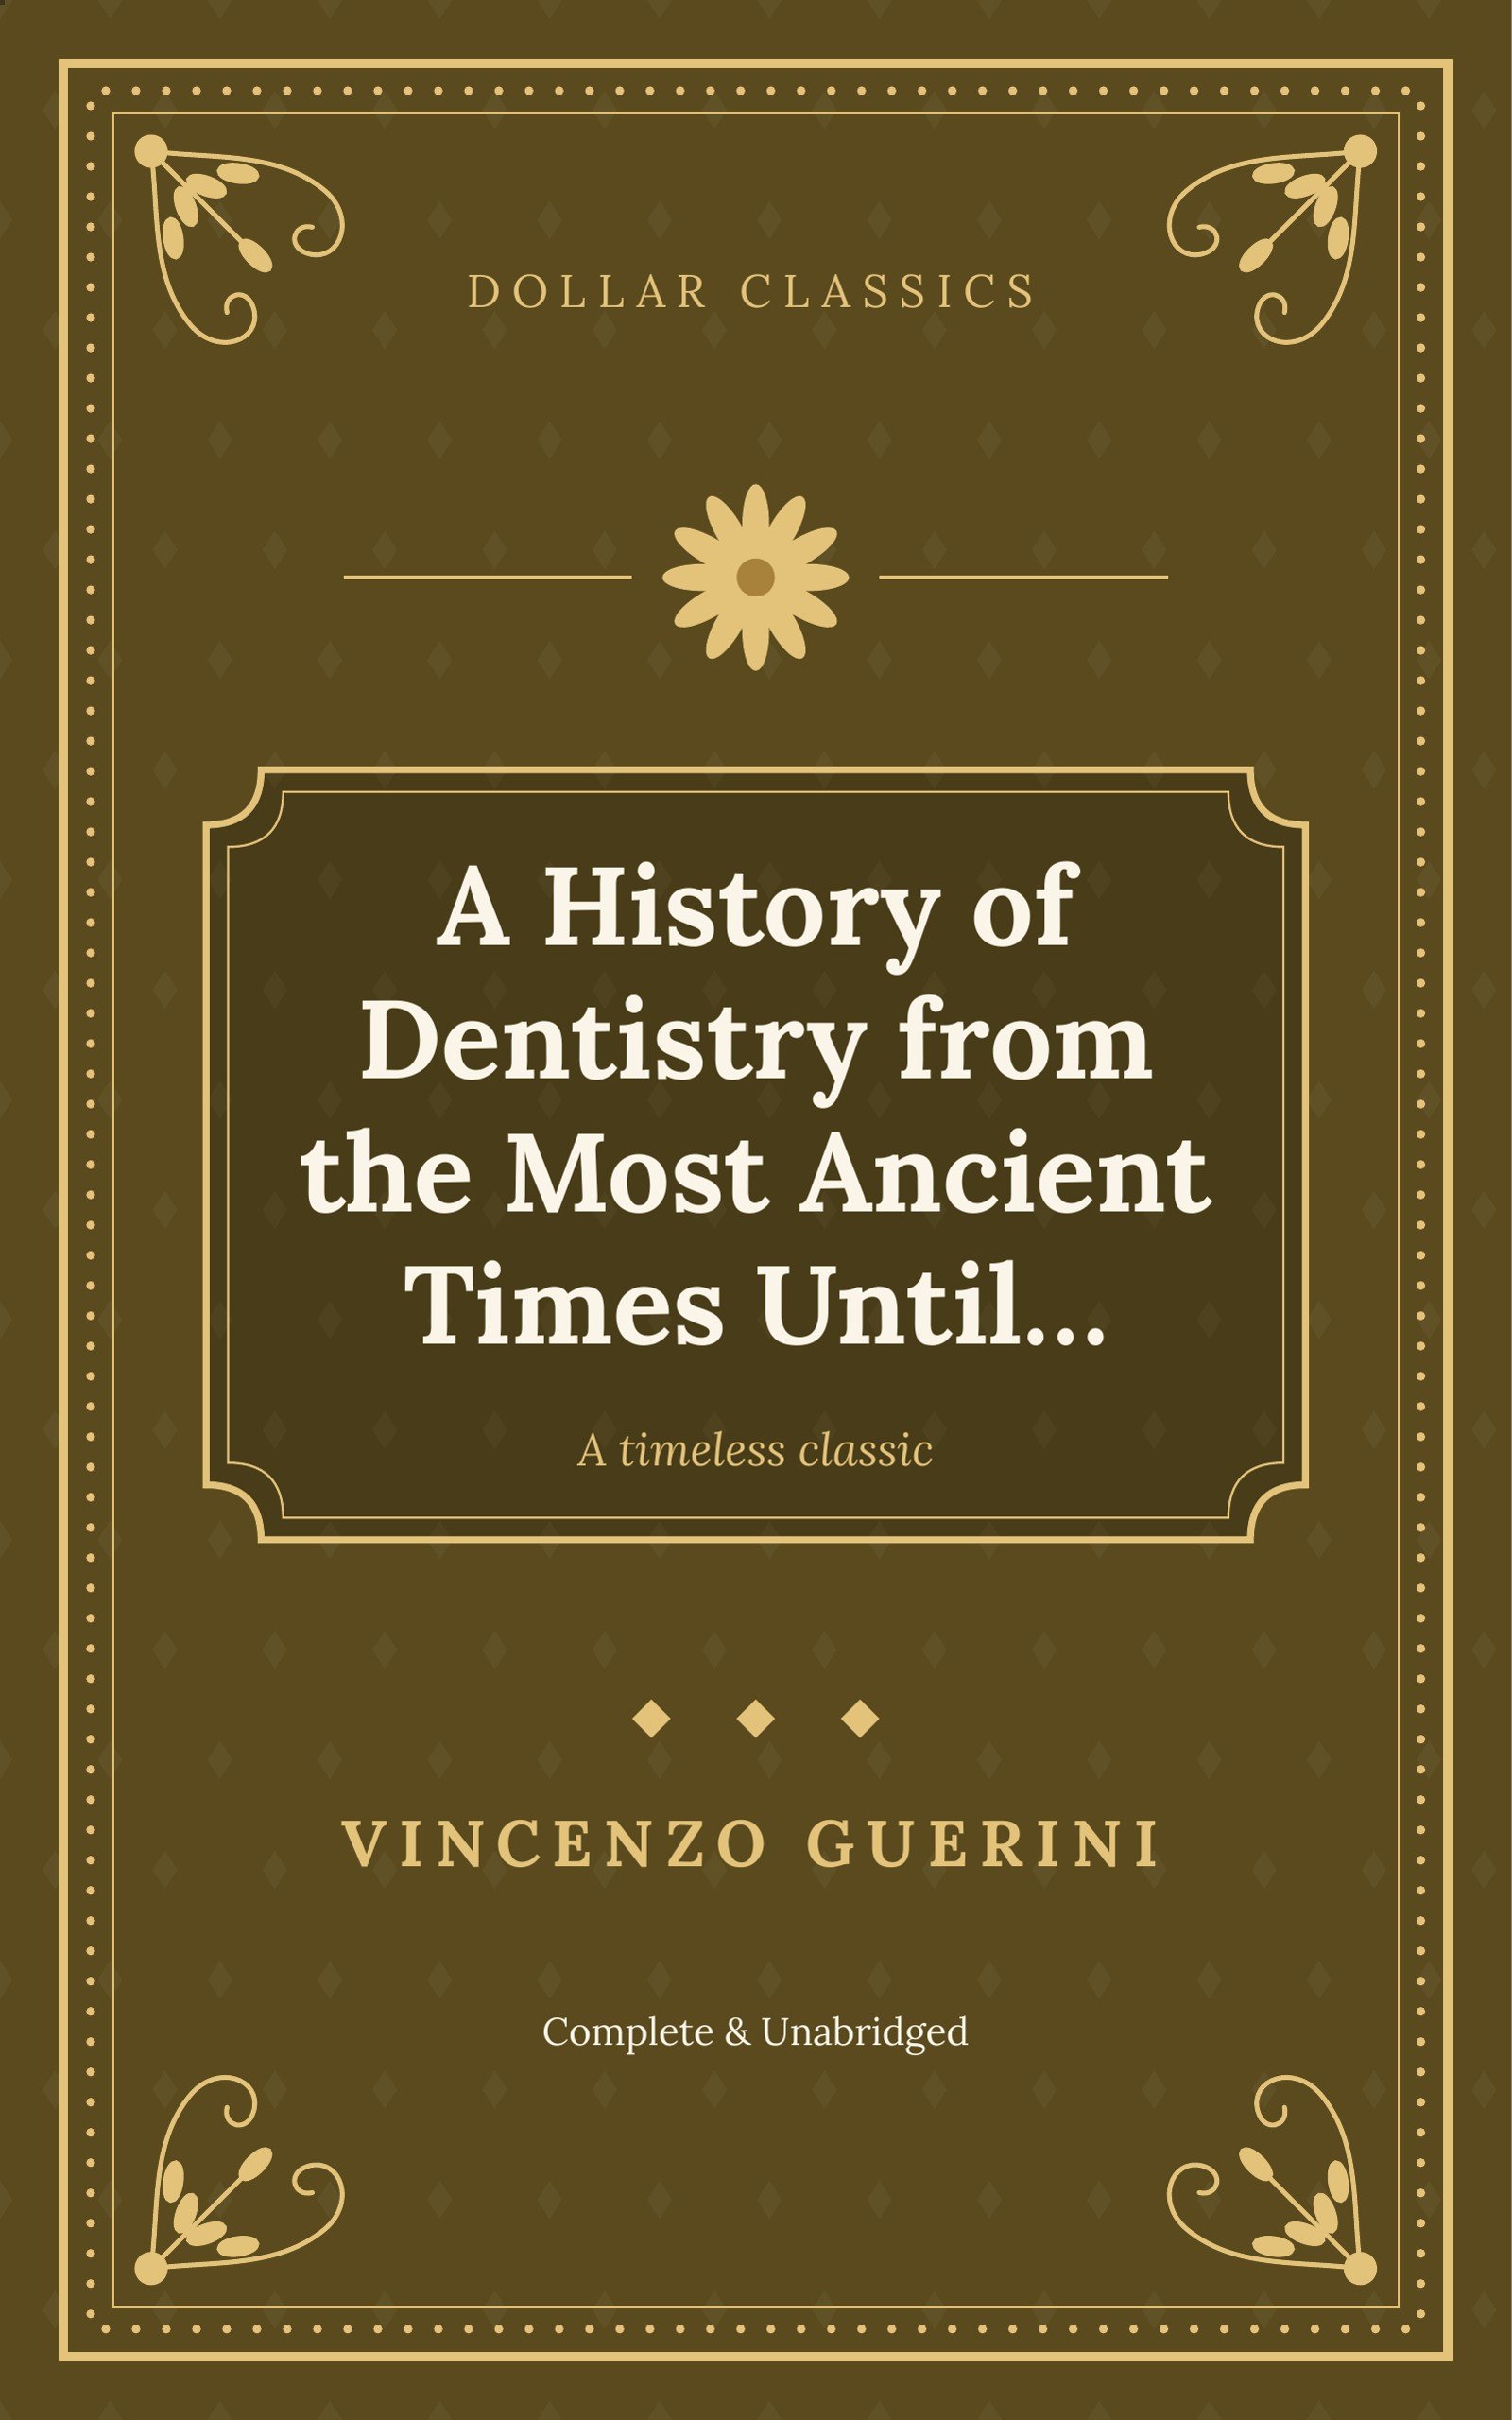 DOLLAR CLASSICS
A History of
Dentistry from
the Most Ancient
Times Until...
A timeless classic
VINCENZO GUERINI
Complete & Unabridged